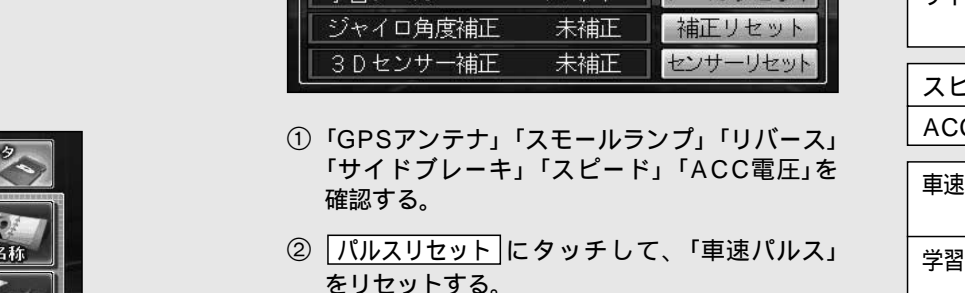 ジャイロ角度補正 未補正 補正リセット
3Dセンサー補正 未補正 センサーリセット
①「GPSアンテナ」「スモールランプ」「リバース」
「サイドブレーキ」「スピード」「ACC電圧」を
確認する。
② パルスリセット にタッチして、「車速パルス」
をリセットする。
タ
名称
スピ
ACC
車速
学習